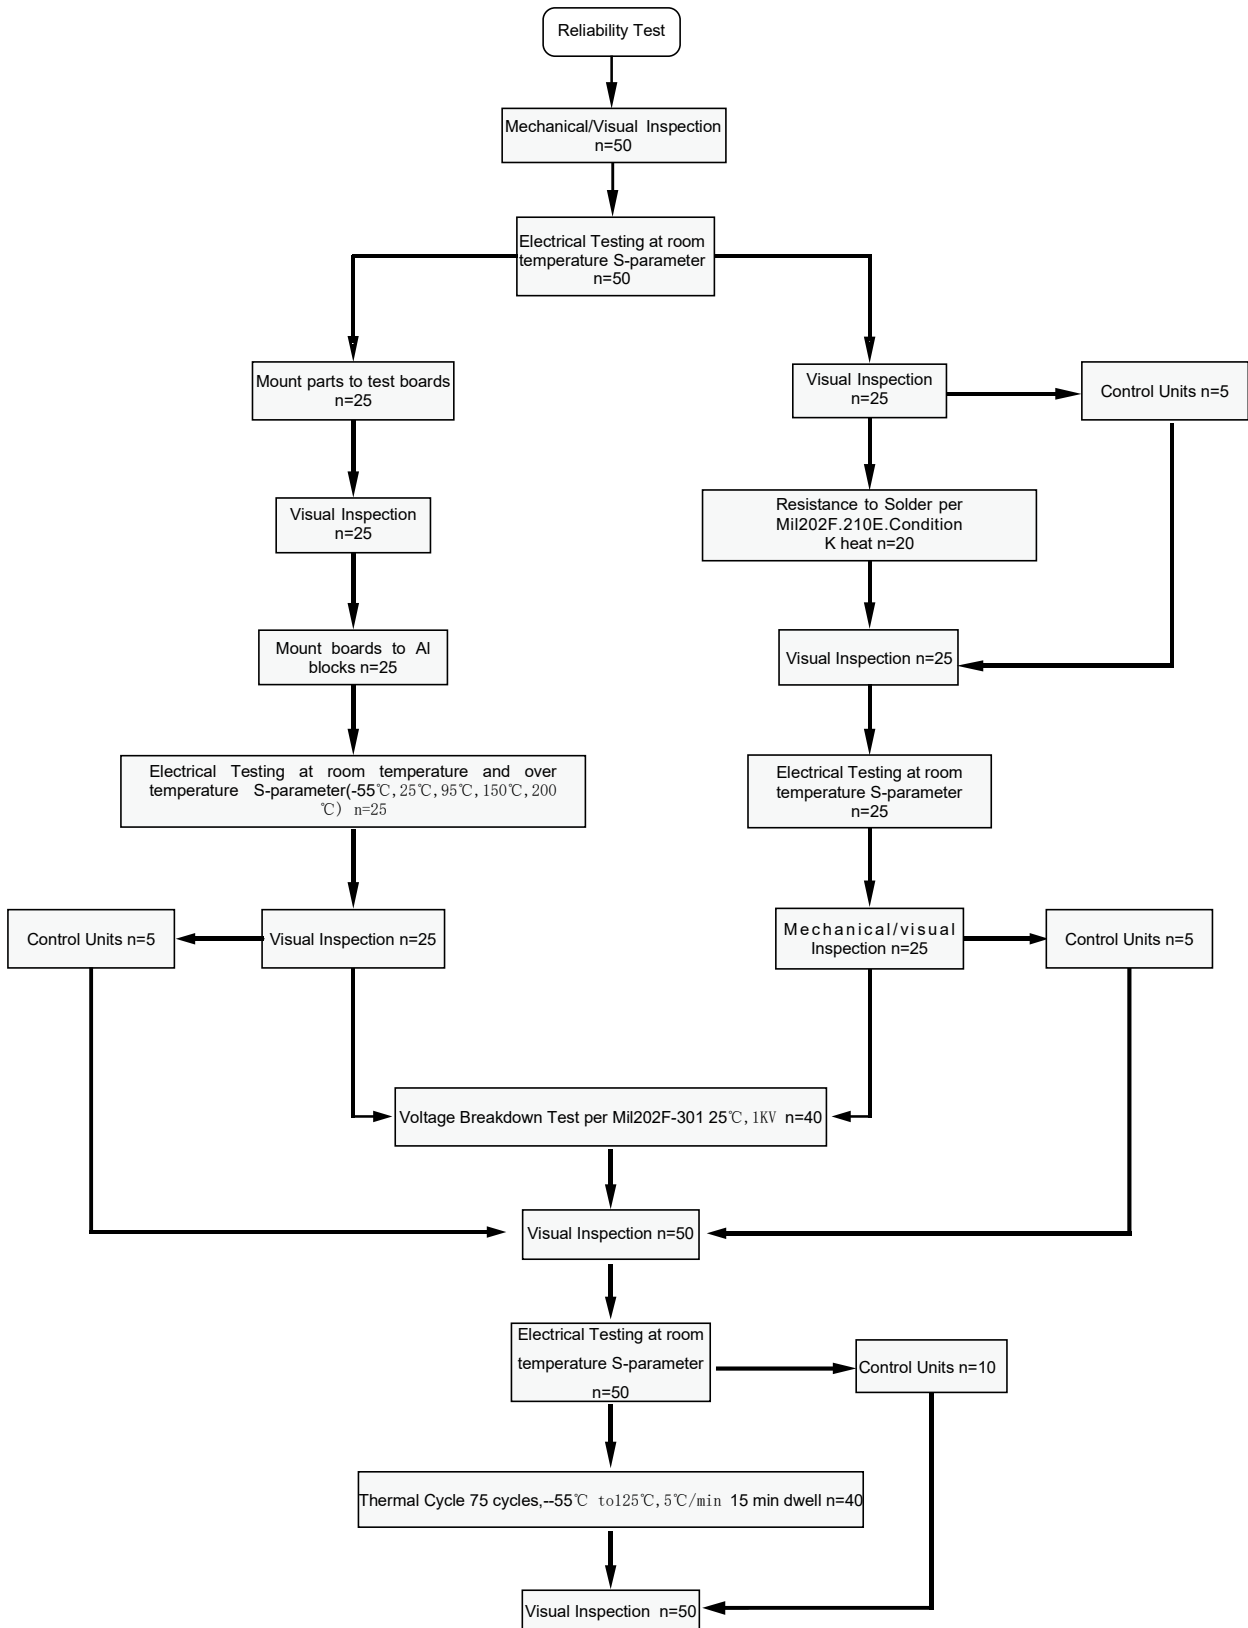 Reliability Test
Mechanical/Visual Inspection
n=50
Electrical Testing at room
temperature S-parameter
n=50
Mount parts to test boards
n=25
Visual Inspection
n=25
Control Units n=5
Visual Inspection
n=25
Resistance to Solder per
Mil202F.210E.Condition
K heat n=20
Mount boards to Al
blocks n=25
Visual Inspection n=25
Electrical Testing at room temperature and over
temperature S-parameter(-55℃,25℃,95℃,150℃,200
℃) n=25
Electrical Testing at room
temperature S-parameter
n=25
Control Units n=5
Visual Inspection n=25
Mechanical/visual
Inspection n=25
Control Units n=5
Voltage Breakdown Test per Mil202F-301 25℃,1KV n=40
Visual Inspection n=50
Electrical Testing at room
temperature S-parameter
n=50
Control Units n=10
Thermal Cycle 75 cycles,--55℃ to125℃,5℃/min 15 min dwell n=40
Visual Inspection n=50